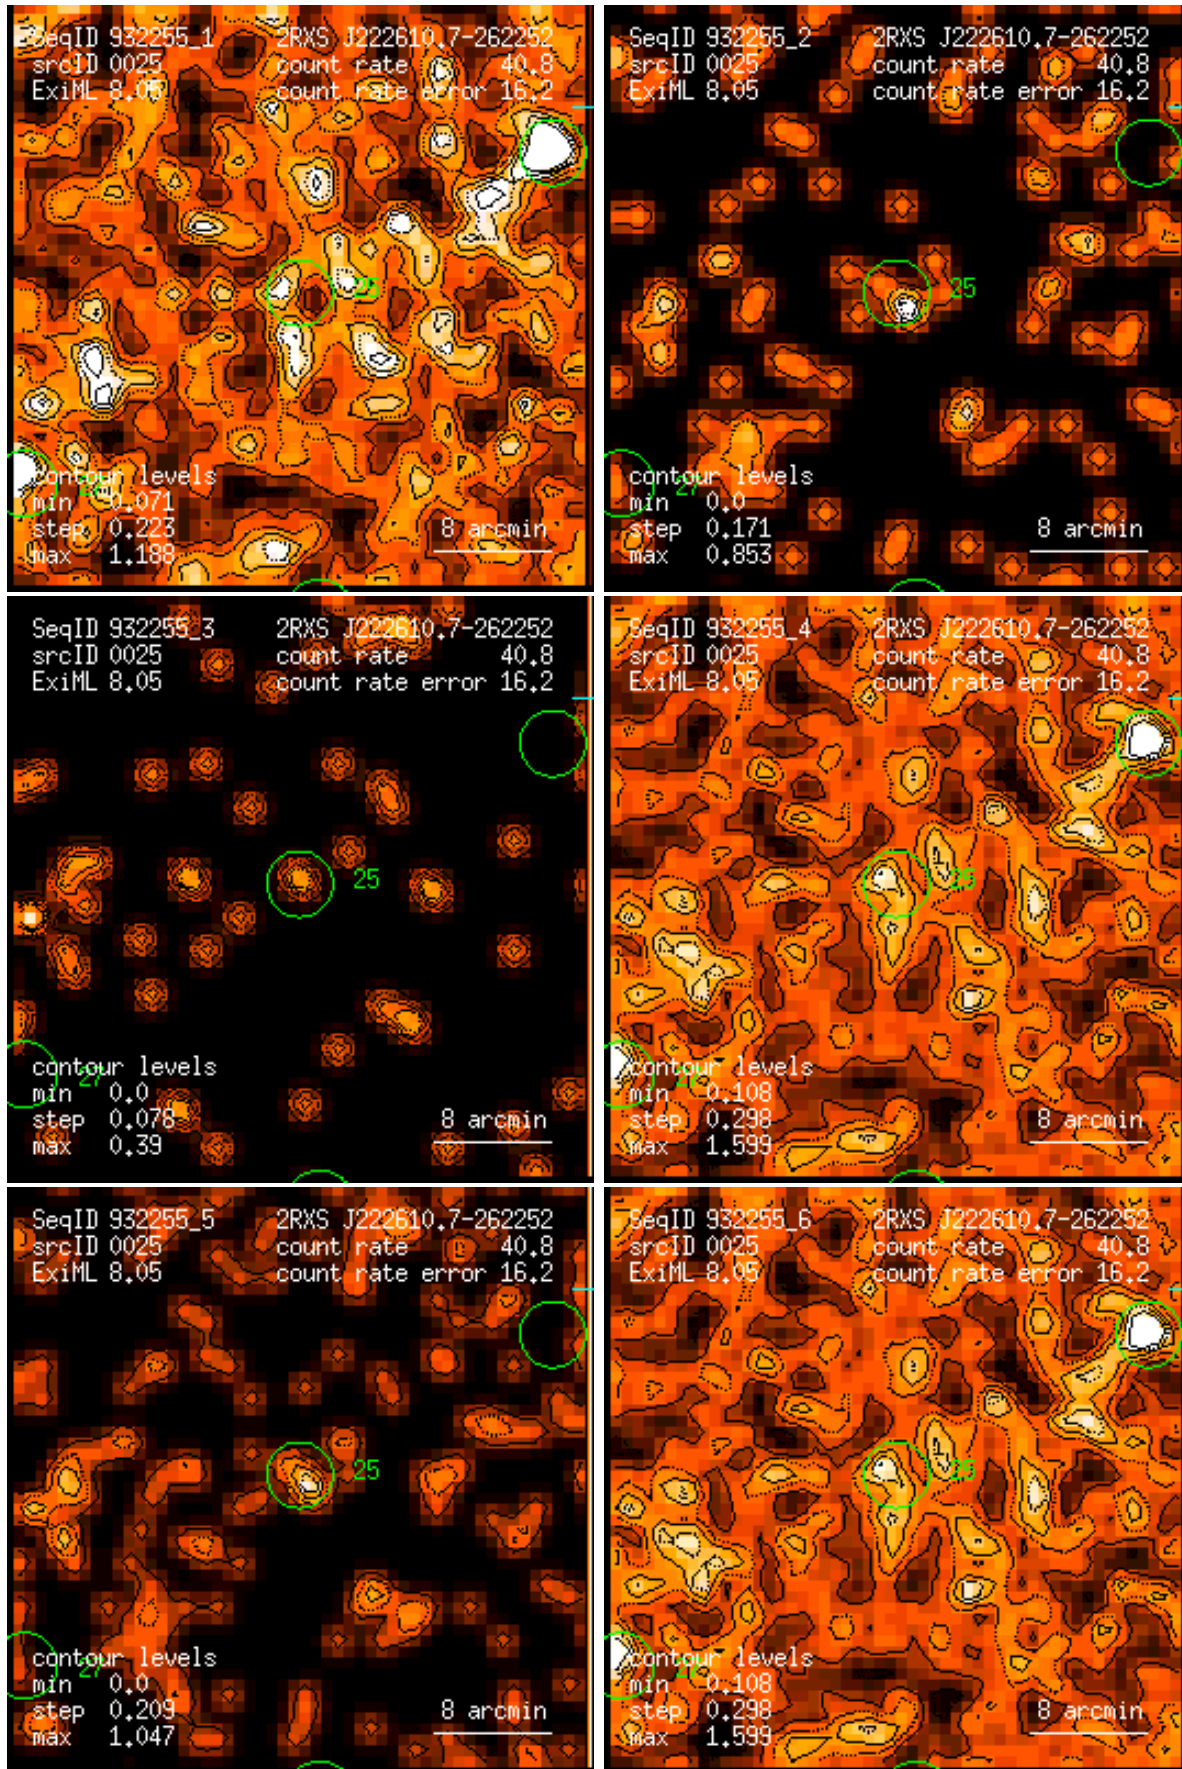 SeqID 932255_1 2RXS J222610.7-262252
srcID 0025 count rate 40.8
ExiML 8.05 count rate error 16.2
25
contour levels
27
min 0.071
step 0.223 8 arcmin
max 1.188
SeqID 932255_2 2RXS J222610.7-262252
srcID 0025 count rate 40.8
ExiML 8.05 count rate error 16.2
25
contour levels
27
min 0.0
step 0.171 8 arcmin
max 0.853
SeqID 932255_3 2RXS J222610.7-262252
srcID 0025 count rate 40.8
ExiML 8.05 count rate error 16.2
25
contour levels
27
min 0.0
step 0.078 8 arcmin
max 0.39
SeqID 932255_4 2RXS J222610.7-262252
srcID 0025 count rate 40.8
ExiML 8.05 count rate error 16.2
25
contour levels
27
min 0.108
step 0.298 8 arcmin
max 1.599
SeqID 932255_5 2RXS J222610.7-262252
srcID 0025 count rate 40.8
ExiML 8.05 count rate error 16.2
25
contour levels
27
min 0.0
step 0.209 8 arcmin
max 1.047
SeqID 932255_6 2RXS J222610.7-262252
srcID 0025 count rate 40.8
ExiML 8.05 count rate error 16.2
25
contour levels
27
min 0.108
step 0.298 8 arcmin
max 1.599